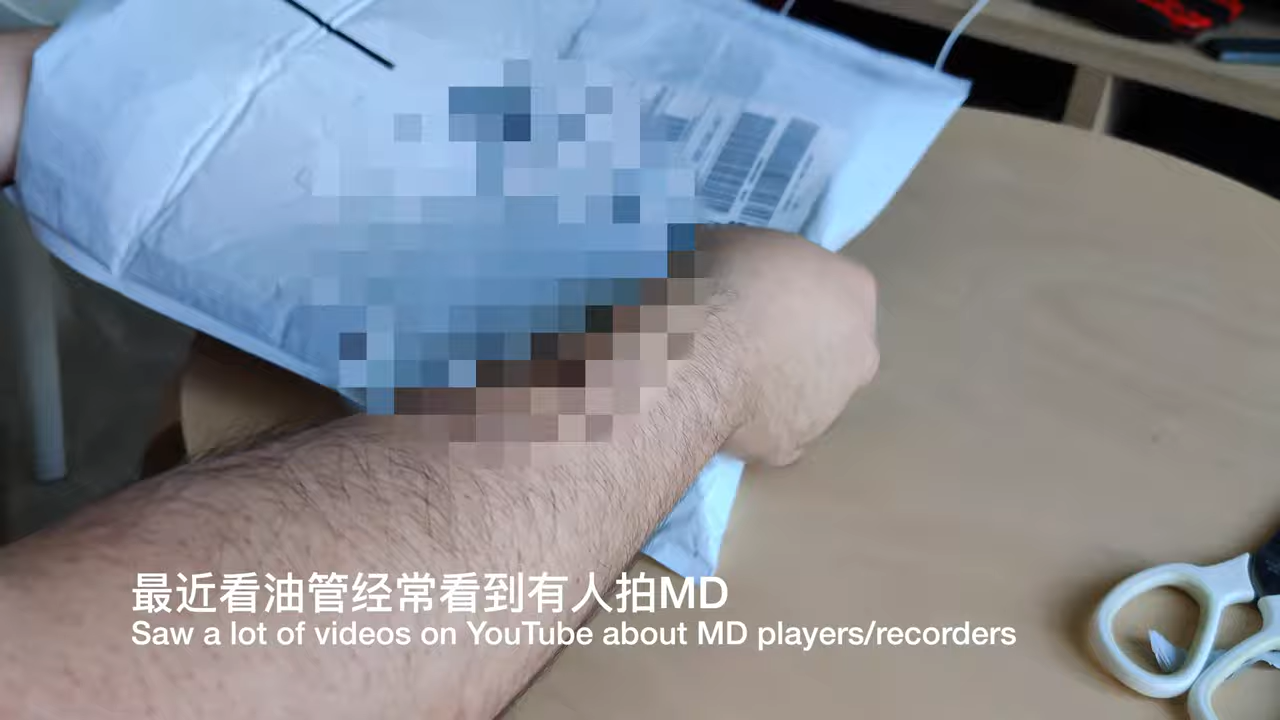 最近看油管经常看到有人拍MD
Saw a lot of videos on YouTube about MD players/recorders